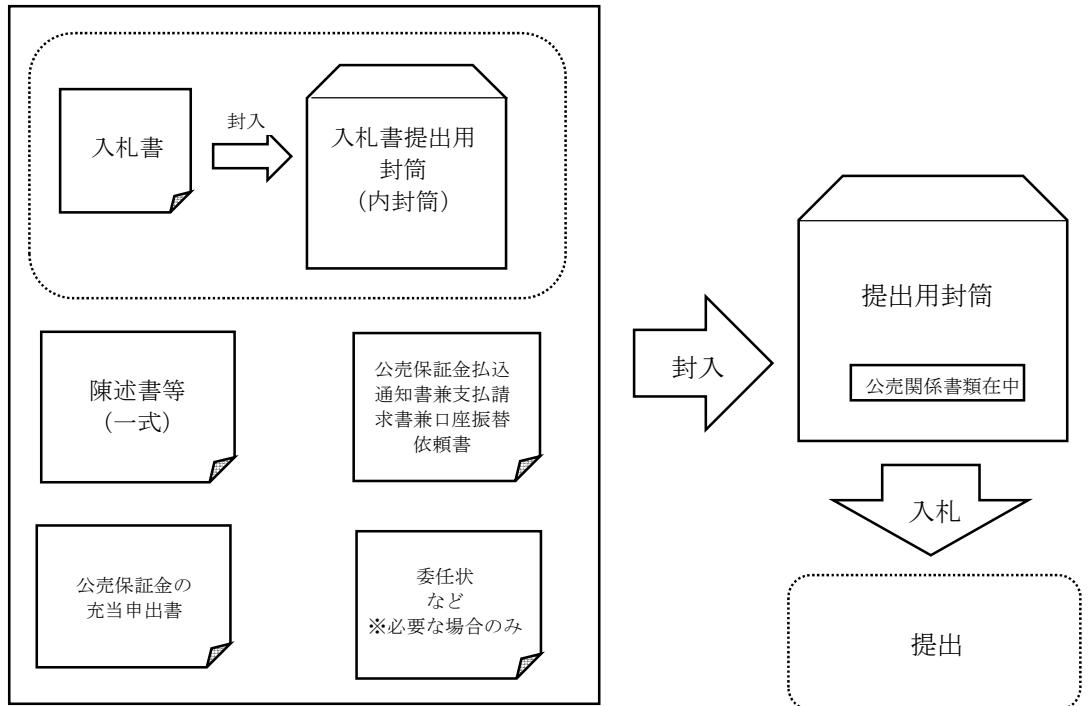 入札書
封入
入札書提出用
封筒
（内封筒）
陳述書等
（一式）
公売保証金払込
通知書兼支払請
求書兼口座振替
依頼書
公売保証金の
充当申出書
委任状
など
※必要な場合のみ
封入
提出用封筒
公売関係書類在中
入札
提出